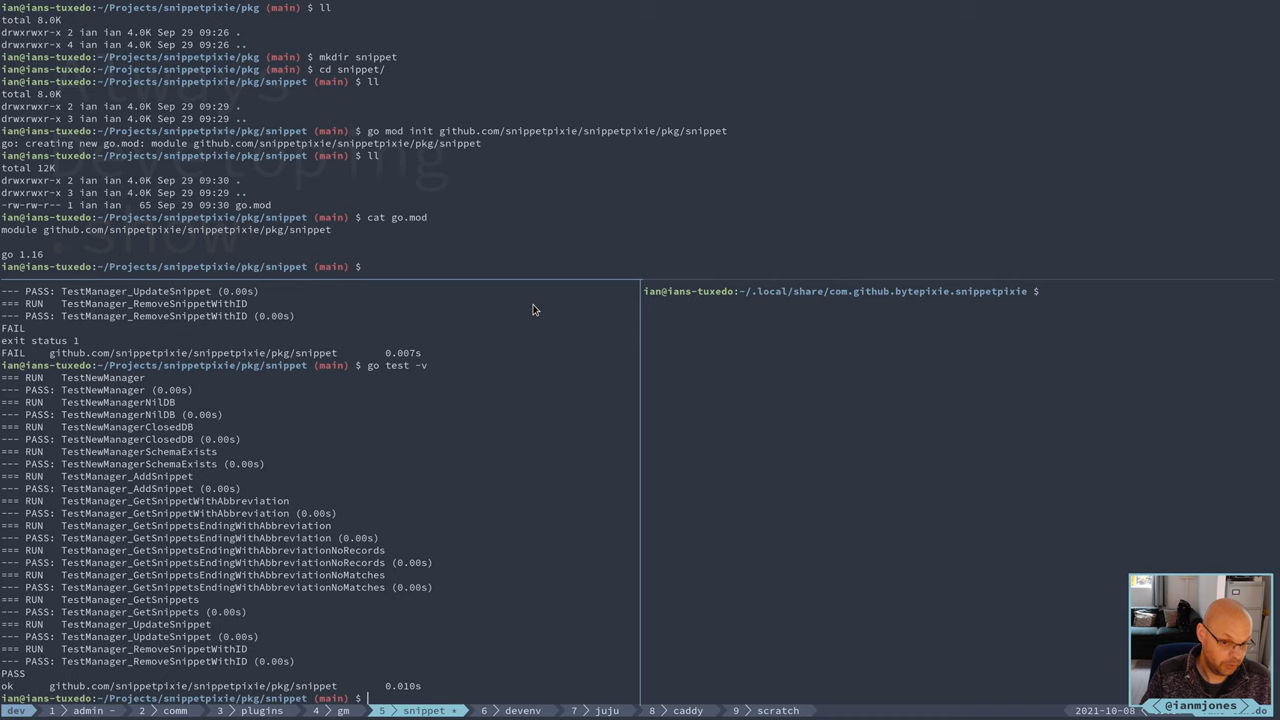 ian@ians-tuxedo:~/Projects/snippetpixie/pkg (main) $ ll
total 8.0K
drwxrwxr-x 2 ian ian 4.0K Sep 29 09:26 .
drwxrwxr-x 4 ian ian 4.0K Sep 29 09:26 ..
ian@ians-tuxedo:~/Projects/snippetpixie/pkg (main) $ mkdir snippet
ian@ians-tuxedo:~/Projects/snippetpixie/pkg (main) $ cd snippet/
ian@ians-tuxedo:~/Projects/snippetpixie/pkg/snippet (main) $ ll
total 8.0K
drwxrwxr-x 2 ian ian 4.0K Sep 29 09:29 .
drwxrwxr-x 3 ian ian 4.0K Sep 29 09:29 ..
ian@ians-tuxedo:~/Projects/snippetpixie/pkg/snippet (main) $ go mod init github.com/snippetpixie/snippetpixie/pkg/snippet
go: creating new go.mod: module github.com/snippetpixie/snippetpixie/pkg/snippet
ian@ians-tuxedo:~/Projects/snippetpixie/pkg/snippet (main) $ ll
total 12K
drwxrwxr-x 2 ian ian 4.0K Sep 29 09:30 .
drwxrwxr-x 3 ian ian 4.0K Sep 29 09:29 ..
-rw-rw-r-- 1 ian ian   65 Sep 29 09:30 go.mod
ian@ians-tuxedo:~/Projects/snippetpixie/pkg/snippet (main) $ cat go.mod
module github.com/snippetpixie/snippetpixie/pkg/snippet
go 1.16
ian@ians-tuxedo:~/Projects/snippetpixie/pkg/snippet (main) $
Always
Developing
.show
--- PASS: TestManager_UpdateSnippet (0.00s)
=== RUN   TestManager_RemoveSnippetWithID
--- PASS: TestManager_RemoveSnippetWithID (0.00s)
FAIL
exit status 1
FAIL    github.com/snippetpixie/snippetpixie/pkg/snippet        0.007s
ian@ians-tuxedo:~/Projects/snippetpixie/pkg/snippet (main) $ go test -v
=== RUN   TestNewManager
--- PASS: TestNewManager (0.00s)
=== RUN   TestNewManagerNilDB
--- PASS: TestNewManagerNilDB (0.00s)
=== RUN   TestNewManagerClosedDB
--- PASS: TestNewManagerClosedDB (0.00s)
=== RUN   TestNewManagerSchemaExists
--- PASS: TestNewManagerSchemaExists (0.00s)
=== RUN   TestManager_AddSnippet
--- PASS: TestManager_AddSnippet (0.00s)
=== RUN   TestManager_GetSnippetWithAbbreviation
--- PASS: TestManager_GetSnippetWithAbbreviation (0.00s)
=== RUN   TestManager_GetSnippetsEndingWithAbbreviation
--- PASS: TestManager_GetSnippetsEndingWithAbbreviation (0.00s)
=== RUN   TestManager_GetSnippetsEndingWithAbbreviationNoRecords
--- PASS: TestManager_GetSnippetsEndingWithAbbreviationNoRecords (0.00s)
=== RUN   TestManager_GetSnippetsEndingWithAbbreviationNoMatches
--- PASS: TestManager_GetSnippetsEndingWithAbbreviationNoMatches (0.00s)
=== RUN   TestManager_GetSnippets
--- PASS: TestManager_GetSnippets (0.00s)
=== RUN   TestManager_UpdateSnippet
--- PASS: TestManager_UpdateSnippet (0.00s)
=== RUN   TestManager_RemoveSnippetWithID
--- PASS: TestManager_RemoveSnippetWithID (0.00s)
PASS
ok      github.com/snippetpixie/snippetpixie/pkg/snippet        0.010s
ian@ians-tuxedo:~/Projects/snippetpixie/pkg/snippet (main) $
ian@ians-tuxedo:~/.local/share/com.github.bytepixie.snippetpixie $
@ianmjones
dev 1 admin - 2 comm 3 plugins 4 gm 5 snippet * 6 devenv 7 juju 8 caddy 9 scratch 2021-10-08